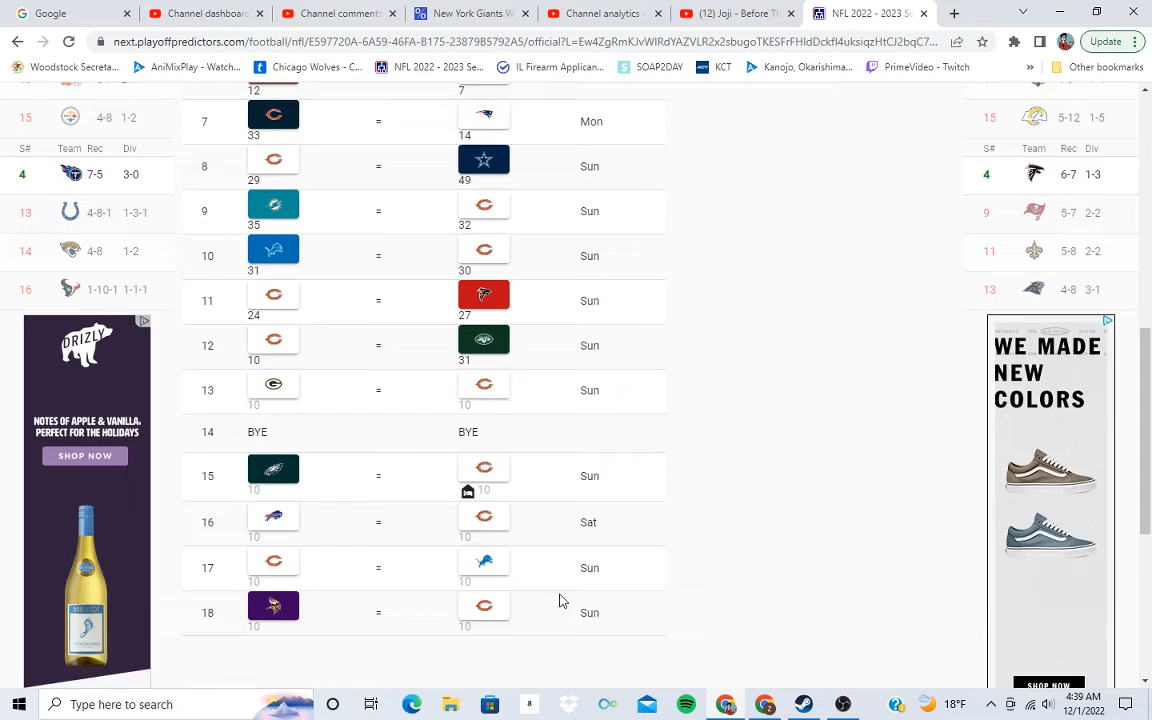 Google
Channel dashboard
Channel comments
New York Giants W
Channel analytics -
(12) Joji - Before Th
NFL 2022 - 2023 Se
next.playoffpredictors.com/football/nfl/E597720A-6A59-46FA-B175-23879B5792A5/official?L=Ew4ZgRmKJvWIRdYAZVLR2x2sbugoTKESFrFHIdDckfl4uksiqzHtCJ2bqC7...
Update
Woodstock Secreta...
AniMixPlay - Watch...
Chicago Wolves - C...
NFL 2022 - 2023 Se...
IL Firearm Applican...
SOAP2DAY
KCT
Kanojo, Okarishima...
PrimeVideo - Twitch
»
Other bookmarks
12 7
7 = Mon
33 14
8 = Sun
29 49
9 = Sun
35 32
10 = Sun
31 30
11 = Sun
24 27
12 = Sun
10 31
13 = Sun
10 10
14 BYE BYE
15 = Sun
10 10
16 = Sat
10 10
17 = Sun
10 10
18 = Sun
10 10
15 4-8 1-2
S# Team Rec Div
4 7-5 3-0
13 4-8-1 1-3-1
14 4-8 1-2
16 1-10-1 1-1-1
DRIZLY
NOTES OF APPLE & VANILLA,
PERFECT FOR THE HOLIDAYS
SHOP NOW
BAREFOOT
15 5-12 1-5
S# Team Rec Div
4 6-7 1-3
9 5-7 2-2
11 5-8 2-2
13 4-8 3-1
WE MADE
NEW
COLORS
SHOP NOW
Type here to search
18°F
4:39 AM
12/1/2022